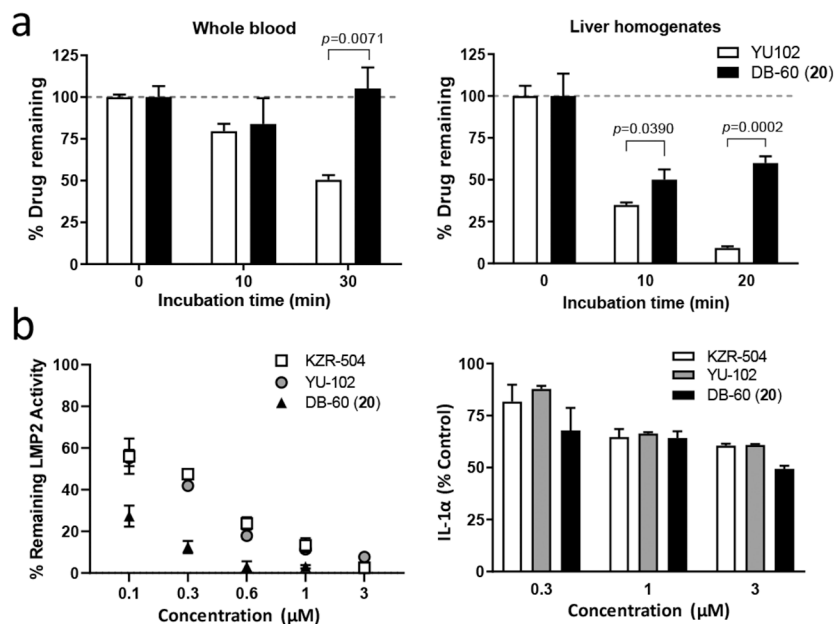 a
Whole blood
p=0.0071
% Drug remaining
125
100
75
50
25
0
0 10 30
Incubation time (min)
Liver homogenates
YU102
DB-60 (20)
p=0.0390
p=0.0002
% Drug remaining
125
100
75
50
25
0
0 10 20
Incubation time (min)
b
KZR-504
YU-102
DB-60 (20)
% Remaining LMP2 Activity
100
80
60
40
20
0
0.1 0.3 0.6 1 3
Concentration (μM)
KZR-504
YU-102
DB-60 (20)
IL-1α (% Control)
100
75
50
25
0
0.3 1 3
Concentration (μM)